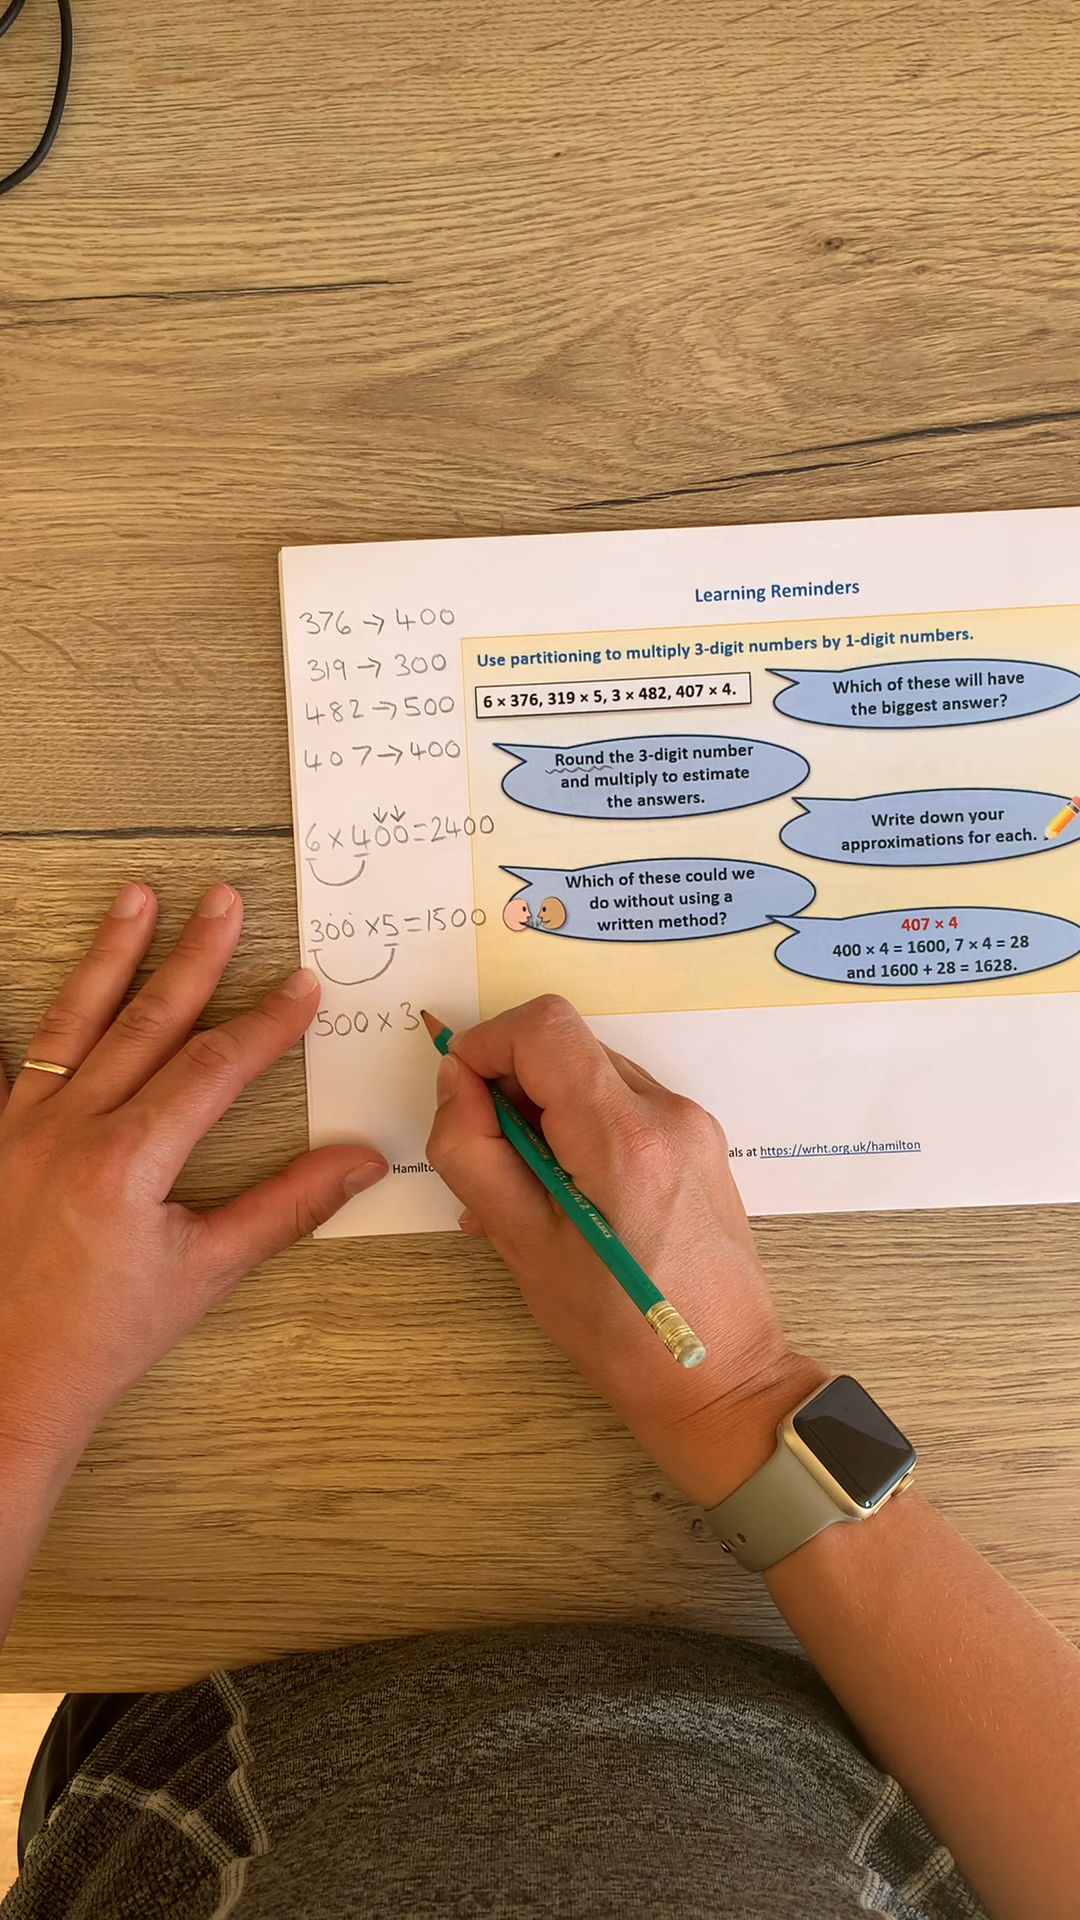 376 → 400
319 → 300
482 → 500
407 → 400
6 × 400 = 2400
300 × 5 = 1500
500 × 3
Learning Reminders
Use partitioning to multiply 3-digit numbers by 1-digit numbers.
6 × 376, 319 × 5, 3 × 482, 407 × 4.
Which of these will have
the biggest answer?
Round the 3-digit number
and multiply to estimate
the answers.
Write down your
approximations for each.
Which of these could we
do without using a
written method?
407 × 4
400 × 4 = 1600, 7 × 4 = 28
and 1600 + 28 = 1628.
als at https://wrht.org.uk/hamilton
Hamilto
FRANCE